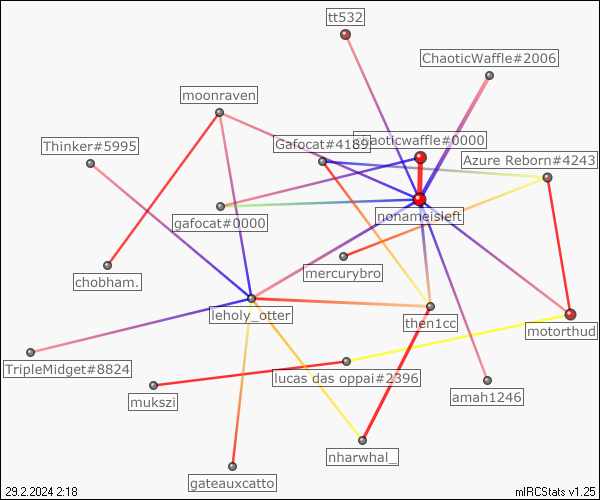 tt532
ChaoticWaffle#2006
moonraven
Thinker#5995
Gafocat#4189
chaoticwaffle#0000
Azure Reborn#4243
gafocat#0000
nonameisleft
mercurybro
chobham.
leholy_otter
then1cc
motorthud
TripleMidget#8824
lucas das oppai#2396
mukszi
amah1246
nharwhal_
gateauxcatto
29.2.2024 2:18
mIRCStats v1.25